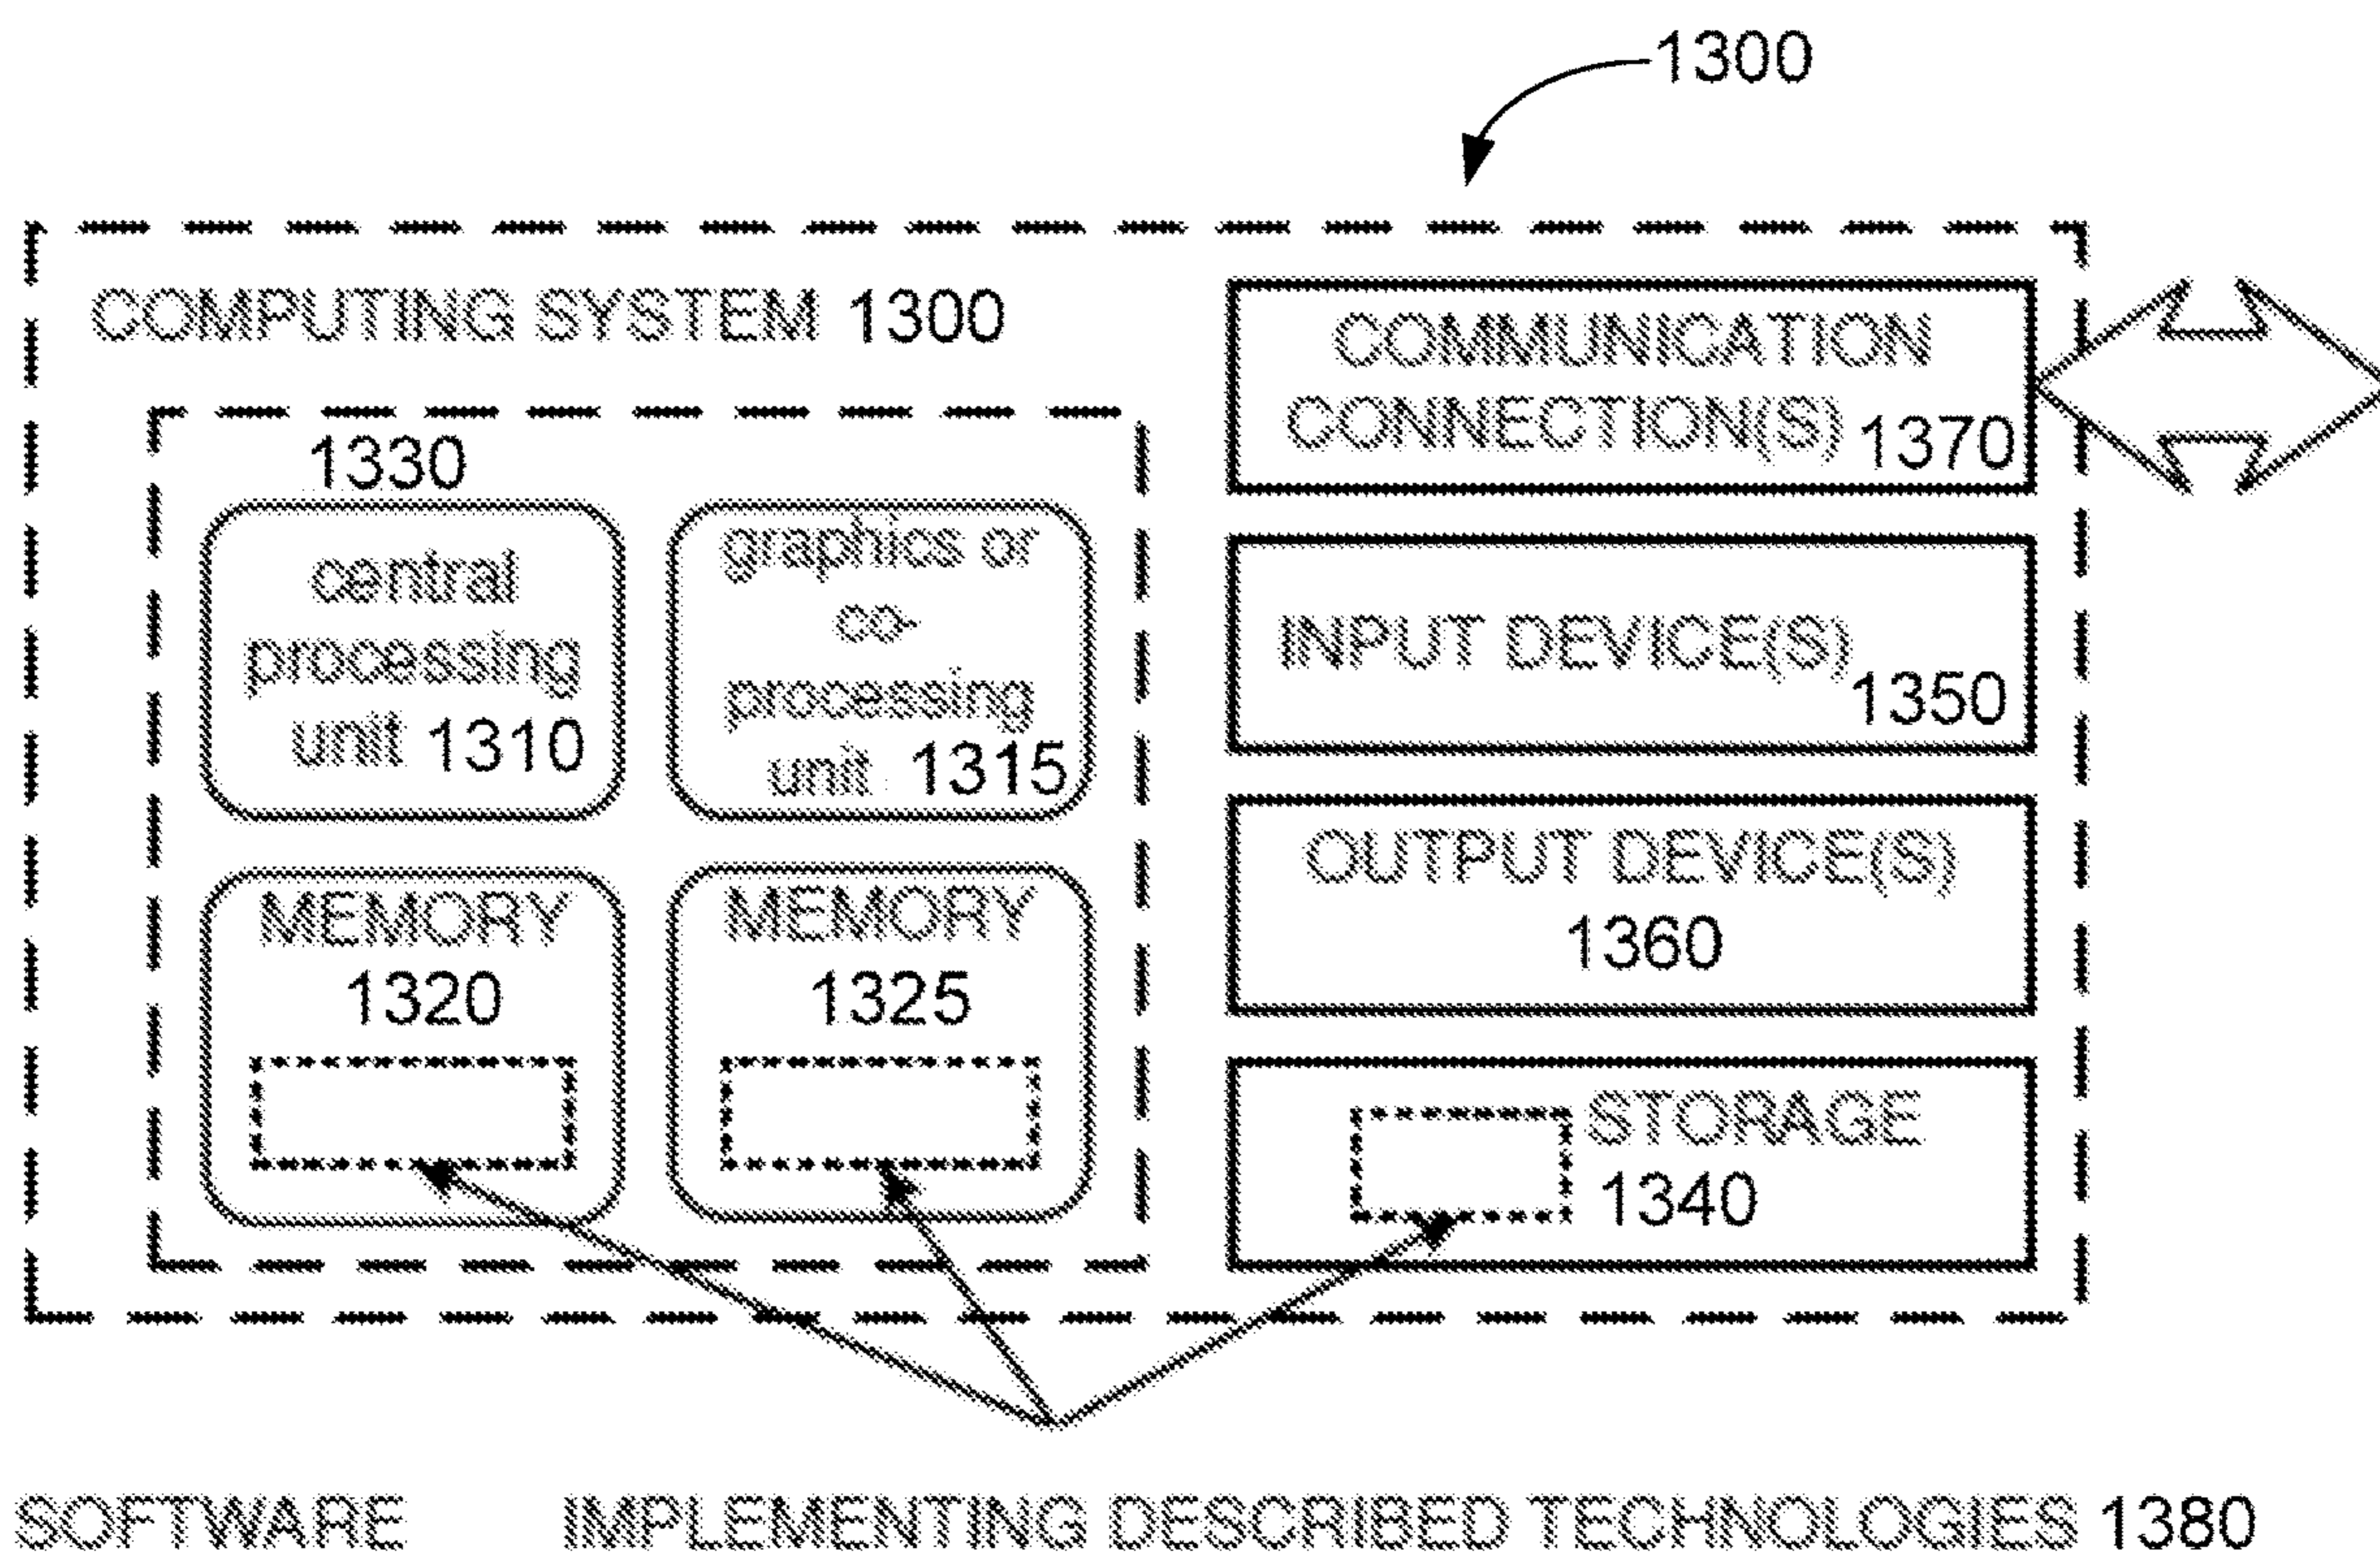 1300
COMPUTING SYSTEM 1300
1330
central
processing
unit 1310
graphics or
co-
processing
unit 1315
MEMORY
1320
MEMORY
1325
COMMUNICATION
CONNECTION(S) 1370
INPUT DEVICE(S)
1350
OUTPUT DEVICE(S)
1360
STORAGE
1340
SOFTWARE IMPLEMENTING DESCRIBED TECHNOLOGIES 1380